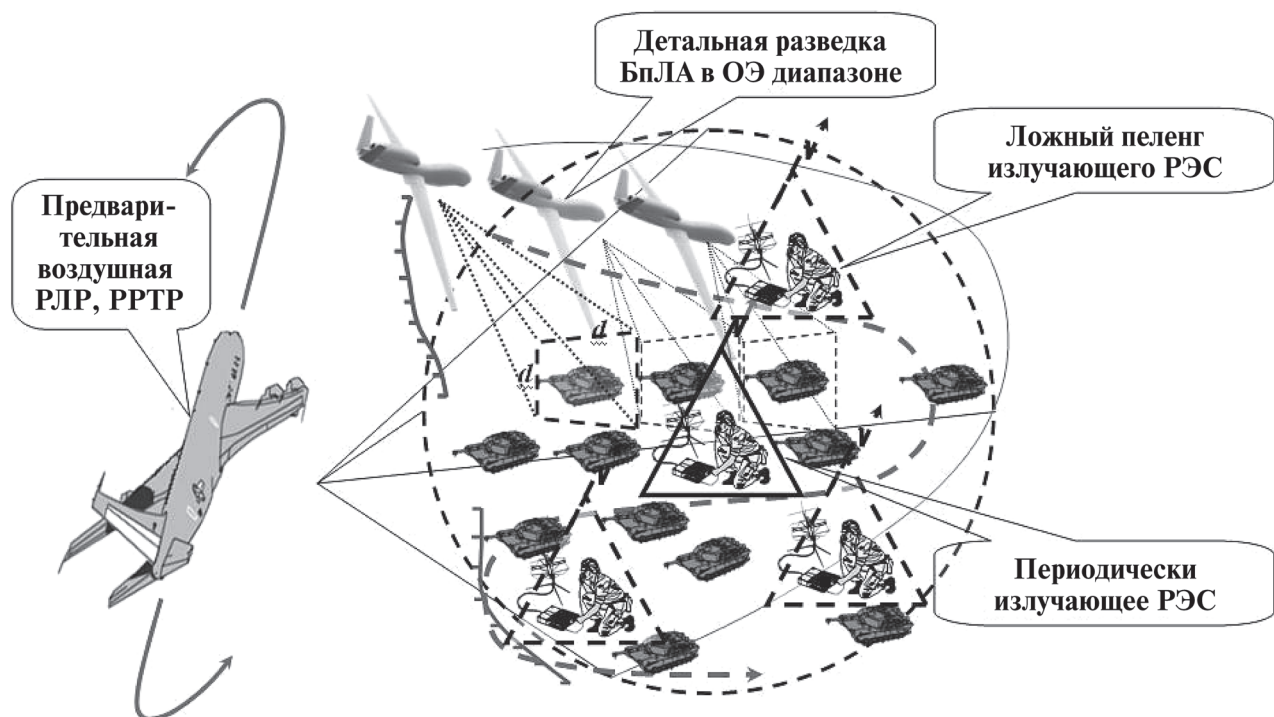 Детальная разведка
БпЛА в ОЭ диапазоне
Ложный пеленг
излучающего РЭС
Предвари-
тельная
воздушная
РЛР, РРТР
d
d
Периодически
излучающее РЭС